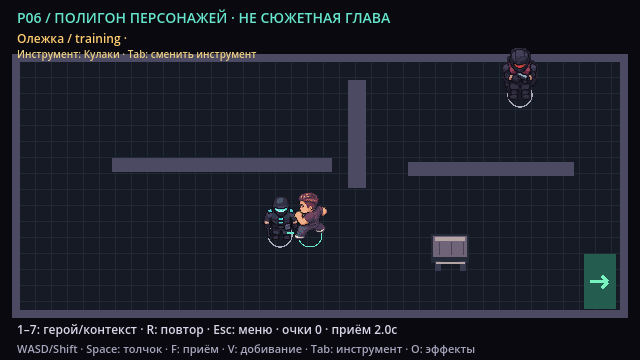 P06 / ПОЛИГОН ПЕРСОНАЖЕЙ · НЕ СЮЖЕТНАЯ ГЛАВА
Олежка / training ·
Инструмент: Кулаки · Tab: сменить инструмент
1–7: герой/контекст · R: повтор · Esc: меню · очки 0 · приём 2.0с
WASD/Shift · Space: толчок · F: приём · V: добивание · Tab: инструмент · O: эффекты